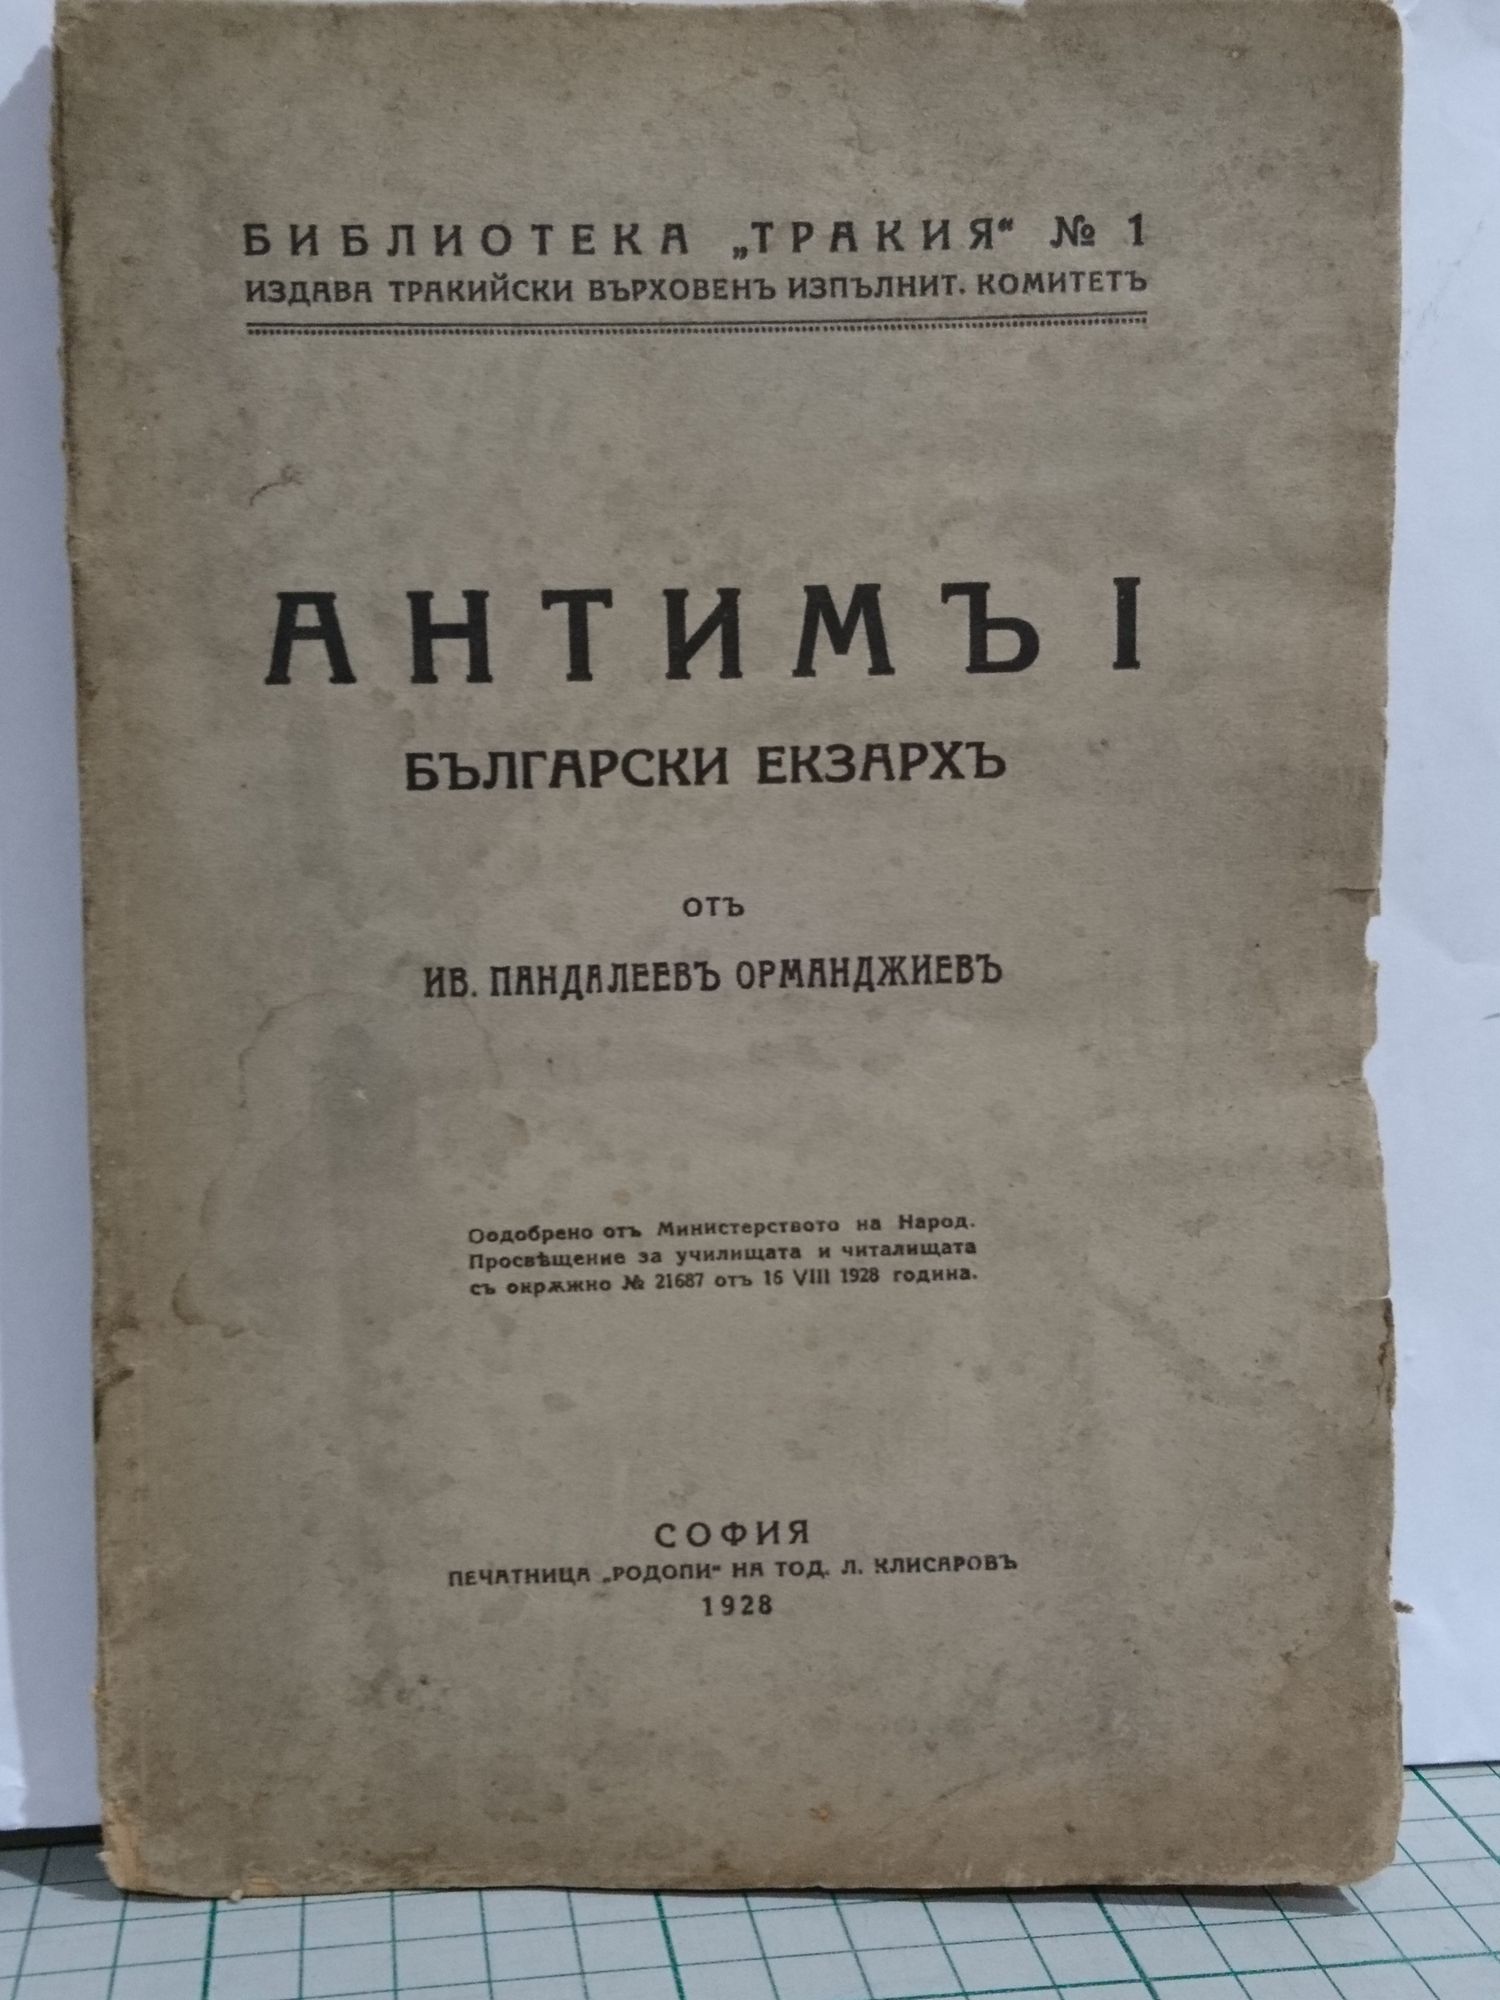 БИБЛИОТЕКА „ТРАКИЯ“ № 1
ИЗДАВА ТРАКИЙСКИ ВЪРХОВЕНЪ ИЗПЪЛНИТ. КОМИТЕТЪ
АНТИМЪ I
БЪЛГАРСКИ ЕКЗАРХЪ
ОТЪ
ИВ. ПАНДАЛЕЕВЪ ОРМАНДЖИЕВЪ
Оодобрено отъ Министерството на Народ.
Просвѣщение за училищата и читалищата
съ окрѫжно № 21687 отъ 16 VIII 1928 година.
СОФИЯ
ПЕЧАТНИЦА „РОДОПИ“ НА ТОД. Л. КЛИСАРОВЪ
1928